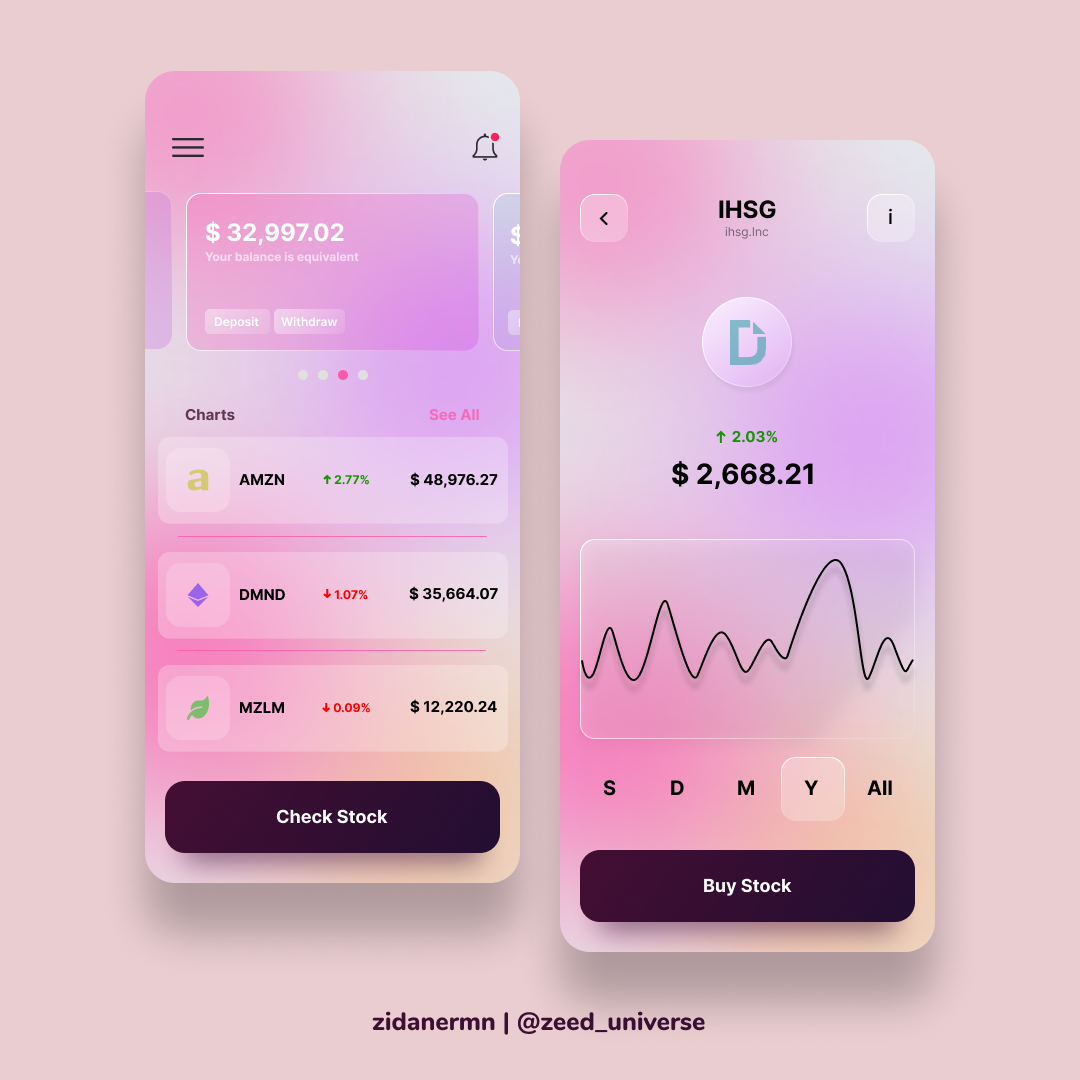 $ 32,997.02
Your balance is equivalent
Deposit Withdraw
$
Charts See All
a AMZN ↑ 2.77% $ 48,976.27
DMND ↓ 1.07% $ 35,664.07
MZLM ↓ 0.09% $ 12,220.24
Check Stock
IHSG
ihsg.Inc
i
↑ 2.03%
$ 2,668.21
S D M Y All
Buy Stock
zidanermn | @zeed_universe